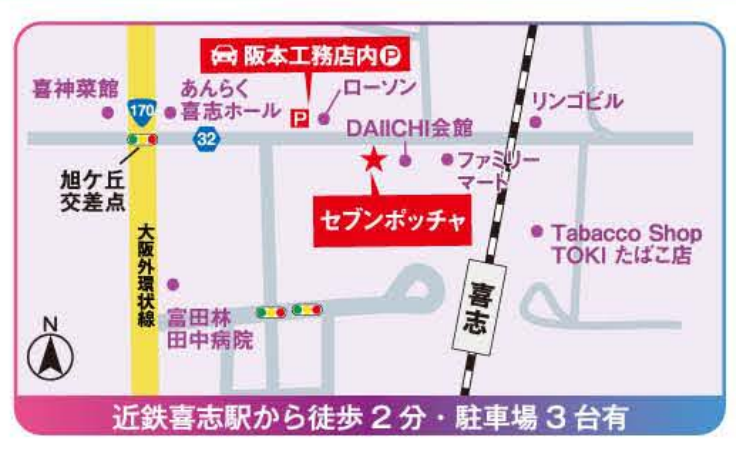 阪本工務店内P
喜神菜館
170
あんらく
喜志ホール
P
ローソン
リンゴビル
32
DAIICHI会館
旭ケ丘
交差点
ファミリー
マート
セブンポッチャ
大阪外環状線
Tabacco Shop
TOKI たばこ店
喜志
富田林
田中病院
N
近鉄喜志駅から徒歩2分・駐車場3台有